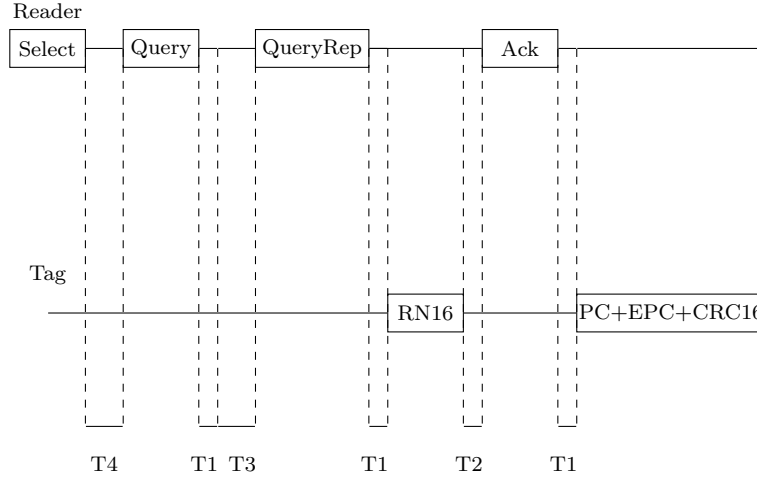 Reader
Select Query QueryRep Ack
Tag
RN16 PC+EPC+CRC16
T4 T1 T3 T1 T2 T1